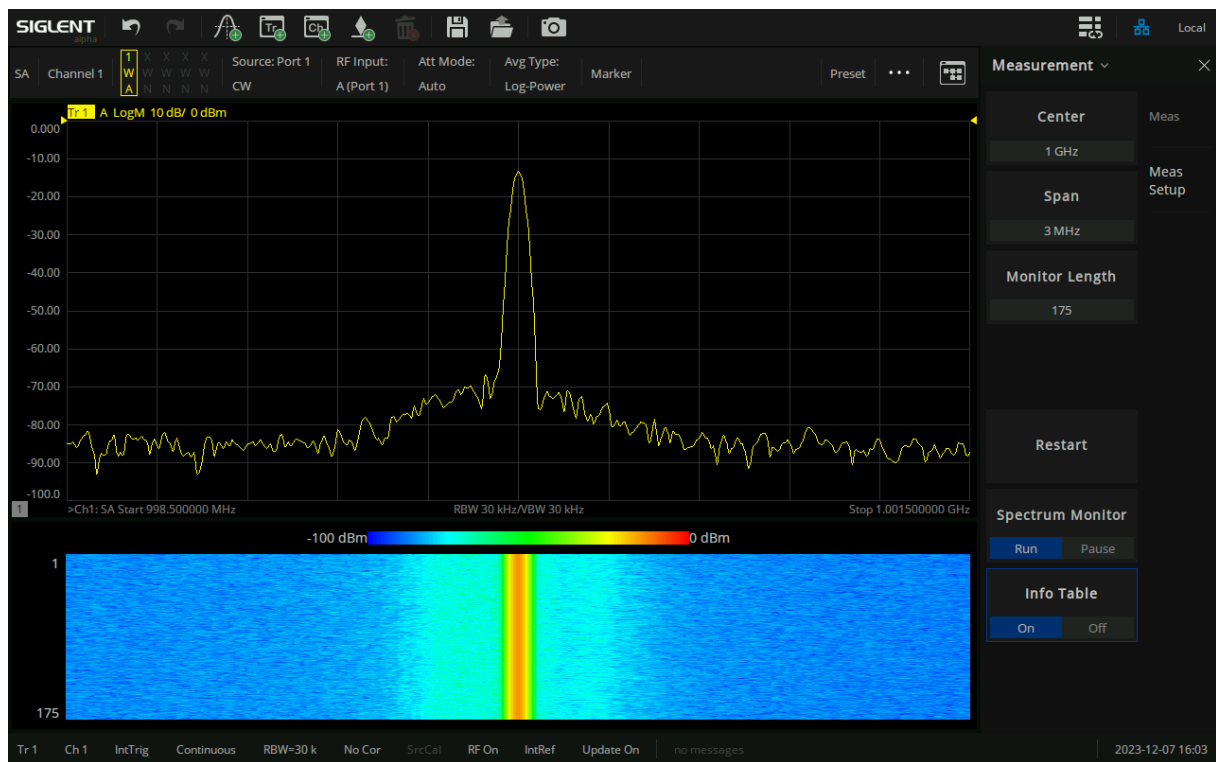 SIGLENT
alpha
Tr
Ch
Local
SA
Channel 1
1 X X X X
W W W W W
A N N N N
Source: Port 1
CW
RF Input:
A (Port 1)
Att Mode:
Auto
Avg Type:
Log-Power
Marker
Preset
Measurement
Tr 1 A LogM 10 dB/ 0 dBm
0.000
-10.00
-20.00
-30.00
-40.00
-50.00
-60.00
-70.00
-80.00
-90.00
-100.0
1
>Ch1: SA Start 998.500000 MHz
RBW 30 kHz/VBW 30 kHz
Stop 1.001500000 GHz
-100 dBm
0 dBm
1
175
Center
1 GHz
Span
3 MHz
Monitor Length
175
Restart
Spectrum Monitor
Run Pause
Info Table
On Off
Meas
Meas
Setup
Tr 1 Ch 1 IntTrig Continuous RBW=30 k No Cor SrcCal RF On IntRef Update On no messages 2023-12-07 16:03